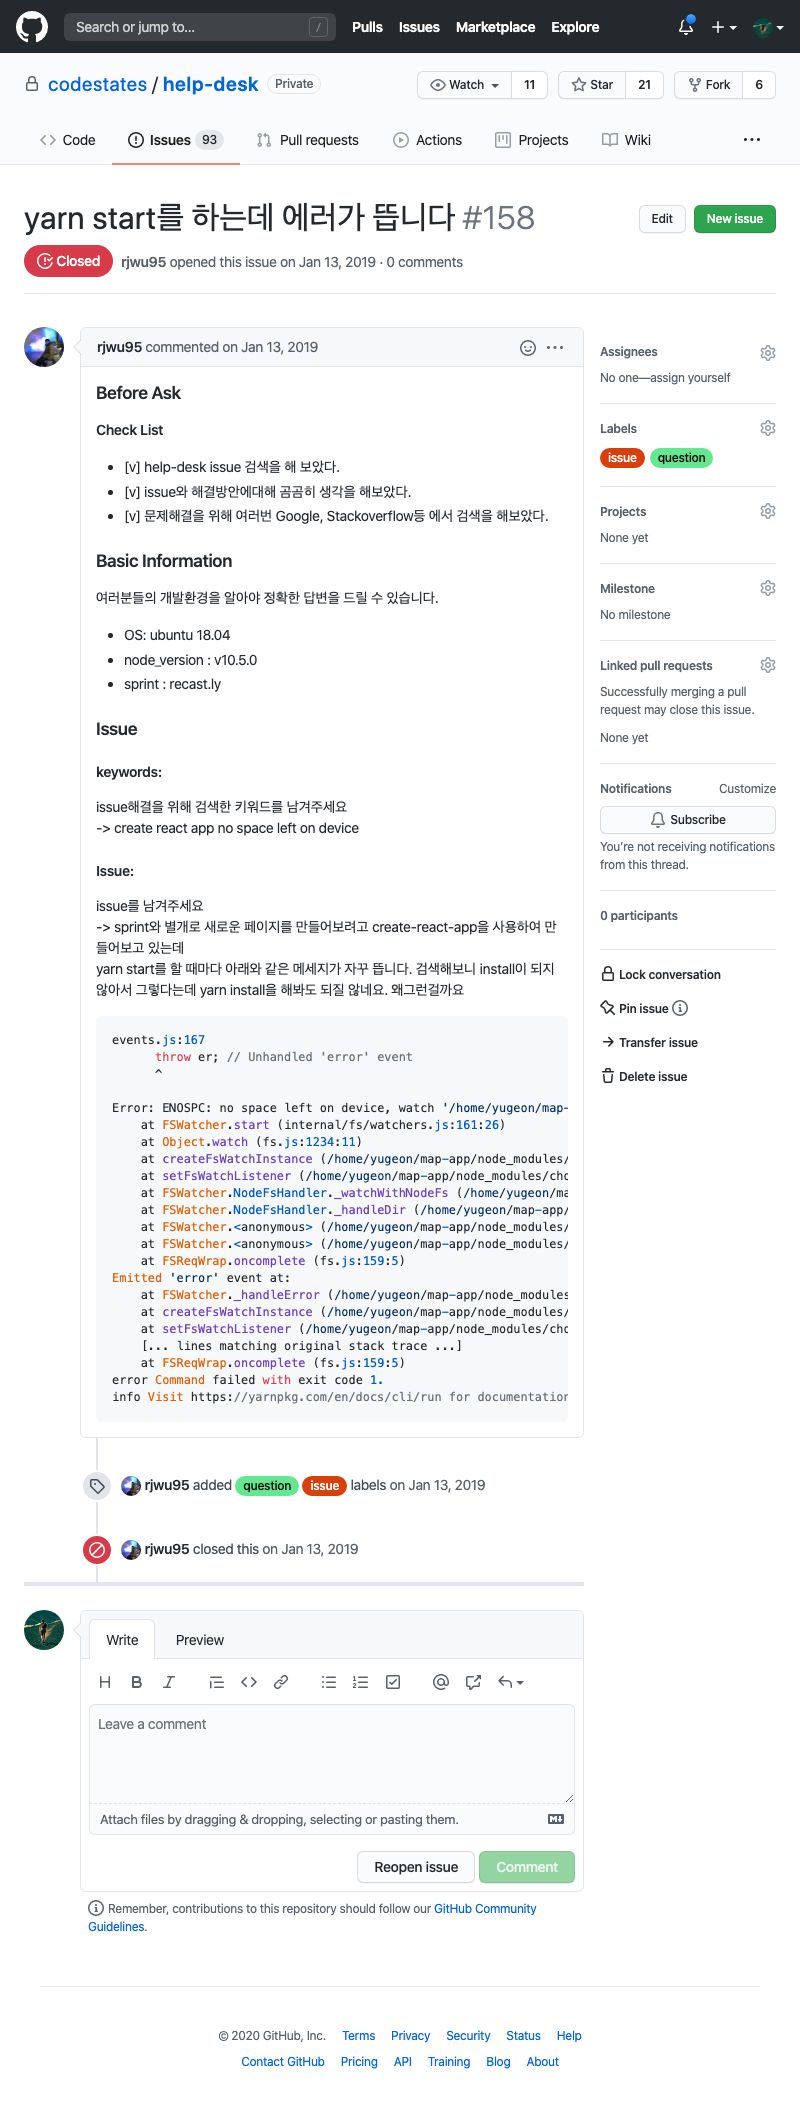 Search or jump to... /
Pulls Issues Marketplace Explore
codestates / help-desk Private
Watch 11 Star 21 Fork 6
Code Issues 93 Pull requests Actions Projects Wiki
yarn start를 하는데 에러가 뜹니다 #158
Edit New issue
Closed rjwu95 opened this issue on Jan 13, 2019 · 0 comments
rjwu95 commented on Jan 13, 2019
Before Ask
Check List
[v] help-desk issue 검색을 해 보았다.
[v] issue와 해결방안에대해 곰곰히 생각을 해보았다.
[v] 문제해결을 위해 여러번 Google, Stackoverflow등 에서 검색을 해보았다.
Basic Information
여러분들의 개발환경을 알아야 정확한 답변을 드릴 수 있습니다.
OS: ubuntu 18.04
node_version : v10.5.0
sprint : recast.ly
Issue
keywords:
issue해결을 위해 검색한 키워드를 남겨주세요
-> create react app no space left on device
Issue:
issue를 남겨주세요
-> sprint와 별개로 새로운 페이지를 만들어보려고 create-react-app을 사용하여 만
들어보고 있는데
yarn start를 할 때마다 아래와 같은 메세지가 자꾸 뜹니다. 검색해보니 install이 되지
않아서 그렇다는데 yarn install을 해봐도 되질 않네요. 왜그런걸까요
events.js:167
throw er; // Unhandled 'error' event
^
Error: ENOSPC: no space left on device, watch '/home/yugeon/map-
at FSWatcher.start (internal/fs/watchers.js:161:26)
at Object.watch (fs.js:1234:11)
at createFsWatchInstance (/home/yugeon/map-app/node_modules/
at setFsWatchListener (/home/yugeon/map-app/node_modules/cho
at FSWatcher.NodeFsHandler._watchWithNodeFs (/home/yugeon/ma
at FSWatcher.NodeFsHandler._handleDir (/home/yugeon/map-app/
at FSWatcher.<anonymous> (/home/yugeon/map-app/node_modules/
at FSWatcher.<anonymous> (/home/yugeon/map-app/node_modules/
at FSReqWrap.oncomplete (fs.js:159:5)
Emitted 'error' event at:
at FSWatcher._handleError (/home/yugeon/map-app/node_modules
at createFsWatchInstance (/home/yugeon/map-app/node_modules/
at setFsWatchListener (/home/yugeon/map-app/node_modules/cho
[... lines matching original stack trace ...]
at FSReqWrap.oncomplete (fs.js:159:5)
error Command failed with exit code 1.
info Visit https://yarnpkg.com/en/docs/cli/run for documentation
rjwu95 added question issue labels on Jan 13, 2019
rjwu95 closed this on Jan 13, 2019
Assignees
No one—assign yourself
Labels
issue question
Projects
None yet
Milestone
No milestone
Linked pull requests
Successfully merging a pull
request may close this issue.
None yet
Notifications Customize
Subscribe
You're not receiving notifications
from this thread.
0 participants
Lock conversation
Pin issue
Transfer issue
Delete issue
Write Preview
H B I @
Leave a comment
Attach files by dragging & dropping, selecting or pasting them.
Reopen issue Comment
Remember, contributions to this repository should follow our GitHub Community
Guidelines.
© 2020 GitHub, Inc. Terms Privacy Security Status Help
Contact GitHub Pricing API Training Blog About